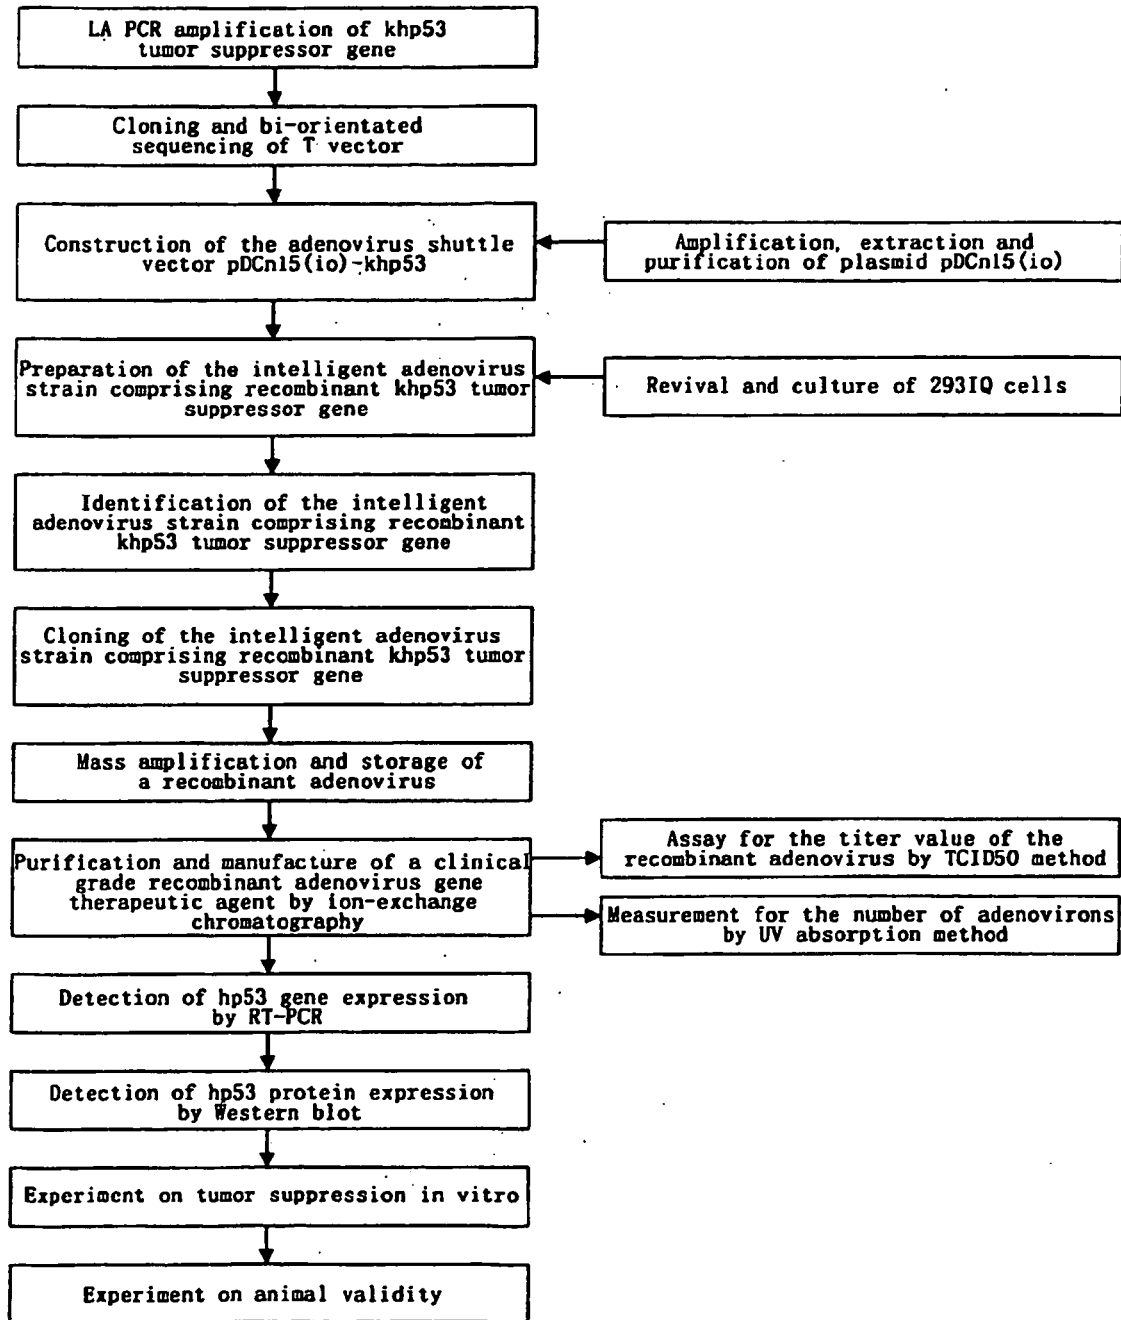 LA PCR amplification of khp53
tumor suppressor gene
Cloning and bi-orientated
sequencing of T vector
Construction of the adenovirus shuttle
vector pDCnl5(io)-khp53
Amplification, extraction and
purification of plasmid pDCnl5(io)
Preparation of the intelligent adenovirus
strain comprising recombinant khp53 tumor
suppressor gene
Revival and culture of 293IQ cells
Identification of the intelligent
adenovirus strain comprising recombinant
khp53 tumor suppressor gene
Cloning of the intelligent adenovirus
strain comprising recombinant khp53 tumor
suppressor gene
Mass amplification and storage of
a recombinant adenovirus
Purification and manufacture of a clinical
grade recombinant adenovirus gene
therapeutic agent by ion-exchange
chromatography
Assay for the titer value of the
recombinant adenovirus by TCID50 method
Measurement for the number of adenovirons
by UV absorption method
Detection of hp53 gene expression
by RT-PCR
Detection of hp53 protein expression
by Western blot
Experiment on tumor suppression in vitro
Experiment on animal validity